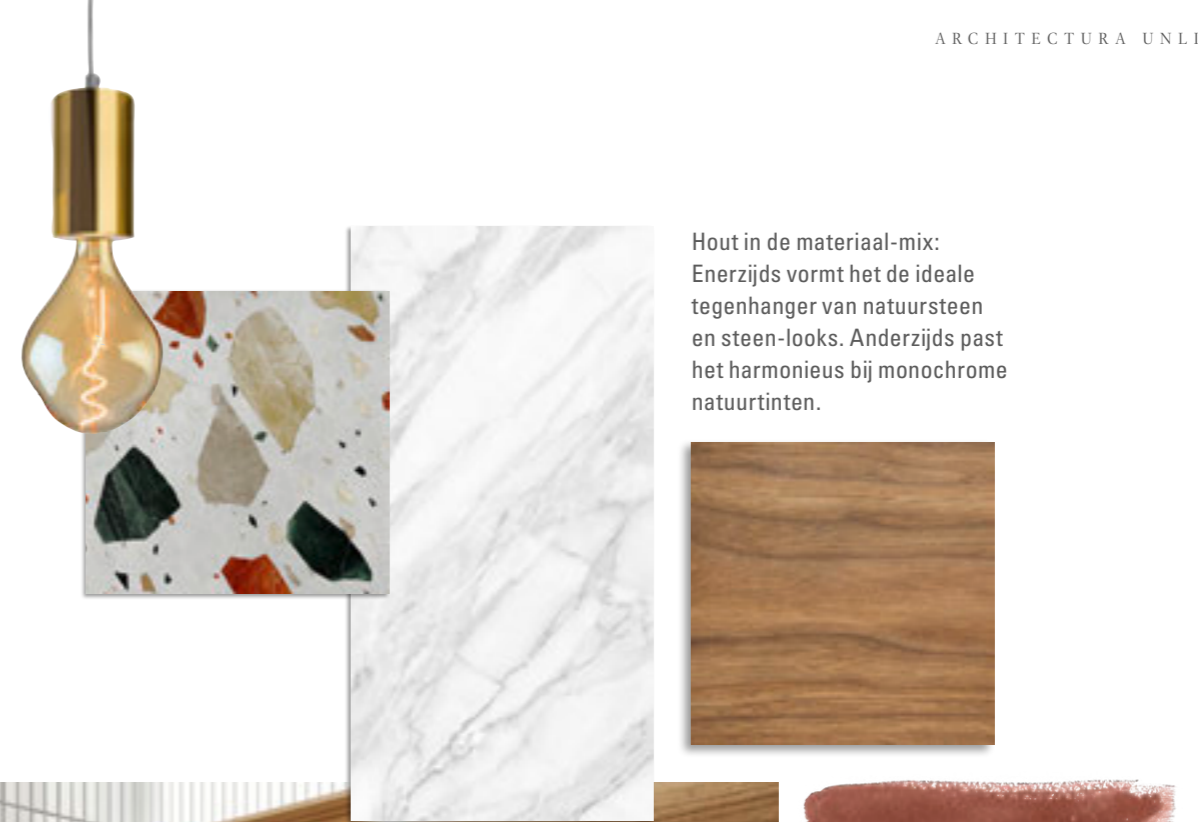 ARCHITECTURA UNLI
Hout in de materiaal-mix:
Enerzijds vormt het de ideale
tegenhanger van natuursteen
en steen-looks. Anderzijds past
het harmonieus bij monochrome
natuurtinten.